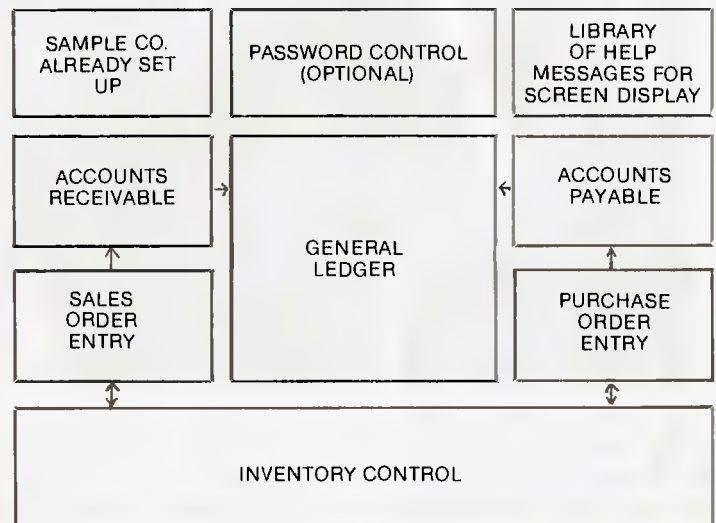 SAMPLE CO.
ALREADY SET
UP
PASSWORD CONTROL
(OPTIONAL)
LIBRARY
OF HELP
MESSAGES FOR
SCREEN DISPLAY
ACCOUNTS
RECEIVABLE
GENERAL
LEDGER
ACCOUNTS
PAYABLE
SALES
ORDER
ENTRY
PURCHASE
ORDER
ENTRY
INVENTORY CONTROL